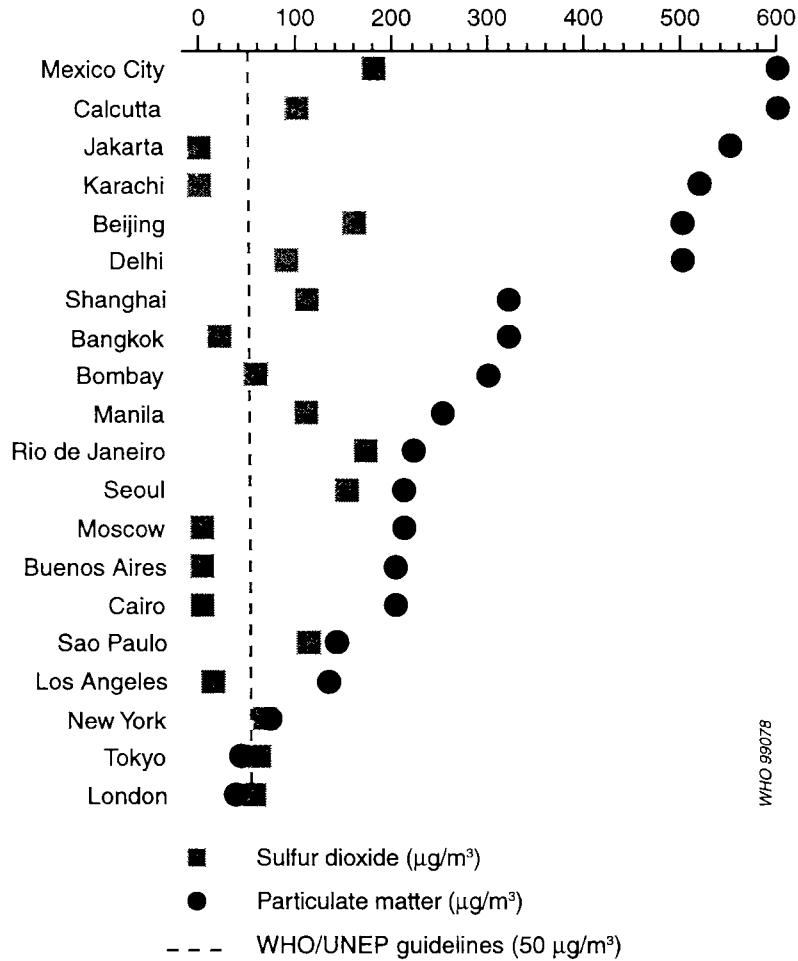 0 100 200 300 400 500 600
Mexico City
Calcutta
Jakarta
Karachi
Beijing
Delhi
Shanghai
Bangkok
Bombay
Manila
Rio de Janeiro
Seoul
Moscow
Buenos Aires
Cairo
Sao Paulo
Los Angeles
New York
Tokyo
London
WHO 99078
Sulfur dioxide (µg/m³)
Particulate matter (µg/m³)
WHO/UNEP guidelines (50 µg/m³)